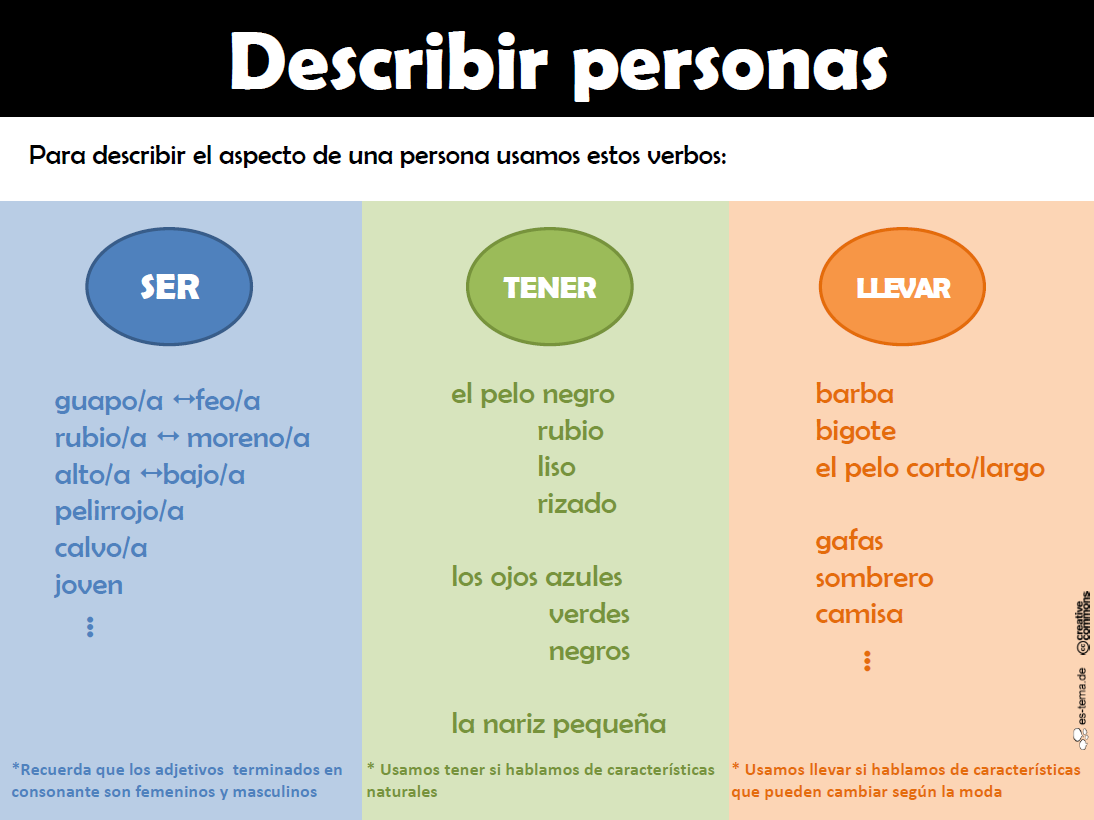 Describir personas
Para describir el aspecto de una persona usamos estos verbos:
SER
guapo/a ↔feo/a
rubio/a ↔ moreno/a
alto/a ↔bajo/a
pelirrojo/a
calvo/a
joven
*Recuerda que los adjetivos terminados en
consonante son femeninos y masculinos
TENER
el pelo negro
rubio
liso
rizado
los ojos azules
verdes
negros
la nariz pequeña
* Usamos tener si hablamos de características
naturales
LLEVAR
barba
bigote
el pelo corto/largo
gafas
sombrero
camisa
* Usamos llevar si hablamos de características
que pueden cambiar según la moda
es-tema.de
cc creative
commons